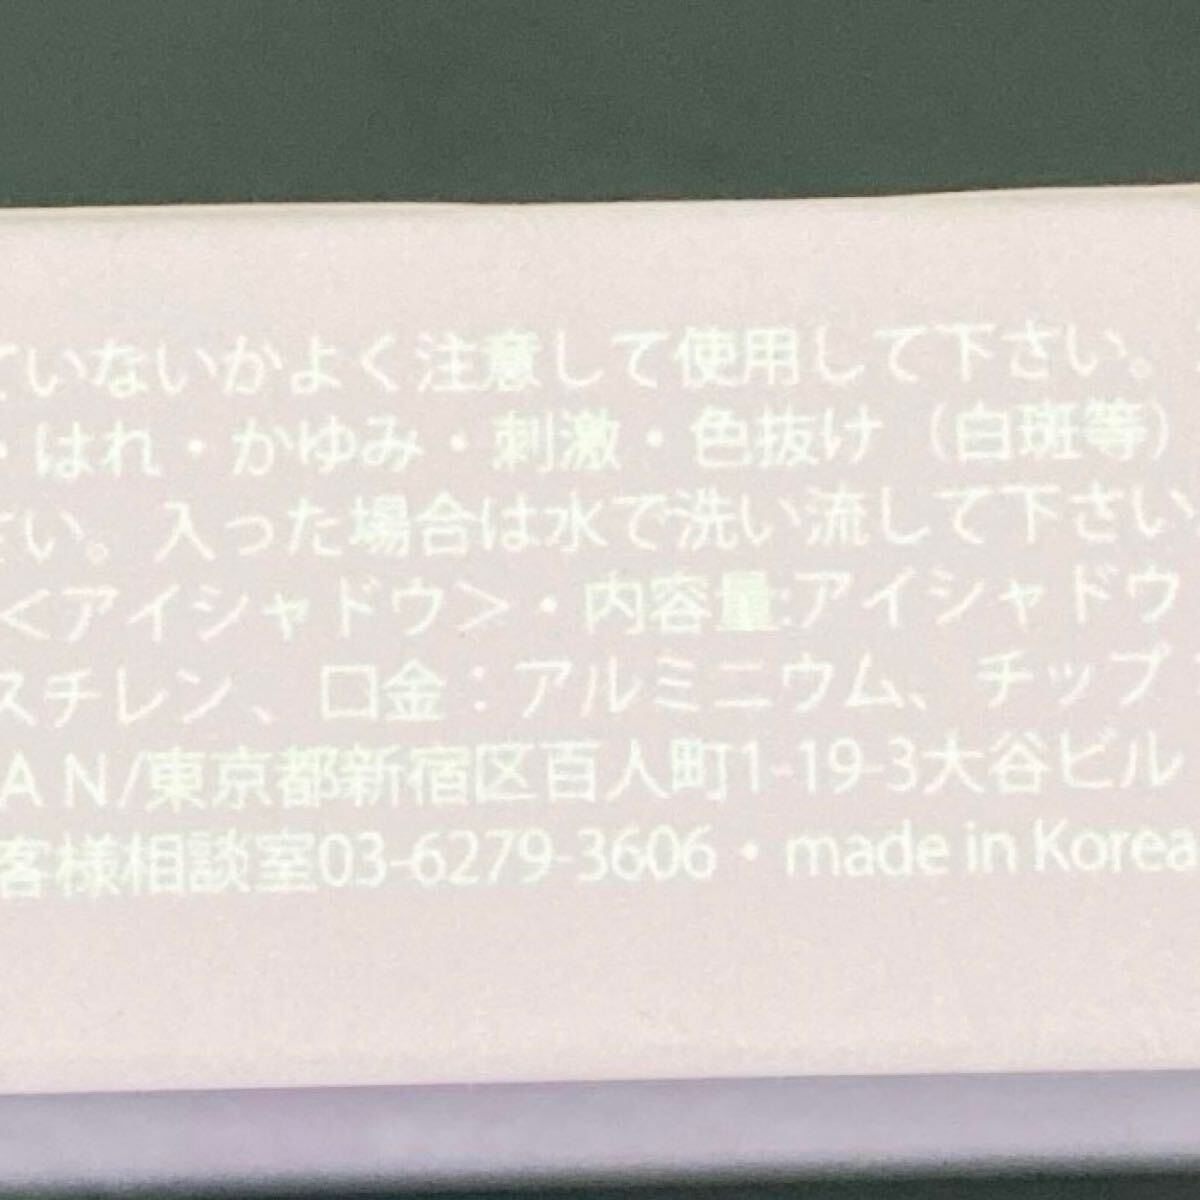 ていないかよく注意して使用して下さい。
・はれ・かゆみ・刺激・色抜け（白斑等）
さい。入った場合は水で洗い流して下さい
＜アイシャドウ＞・内容量:アイシャドウ
スチレン、口金：アルミニウム、チップ
AN/東京都新宿区百人町1-19-3大谷ビル
客様相談室03-6279-3606・made in Korea